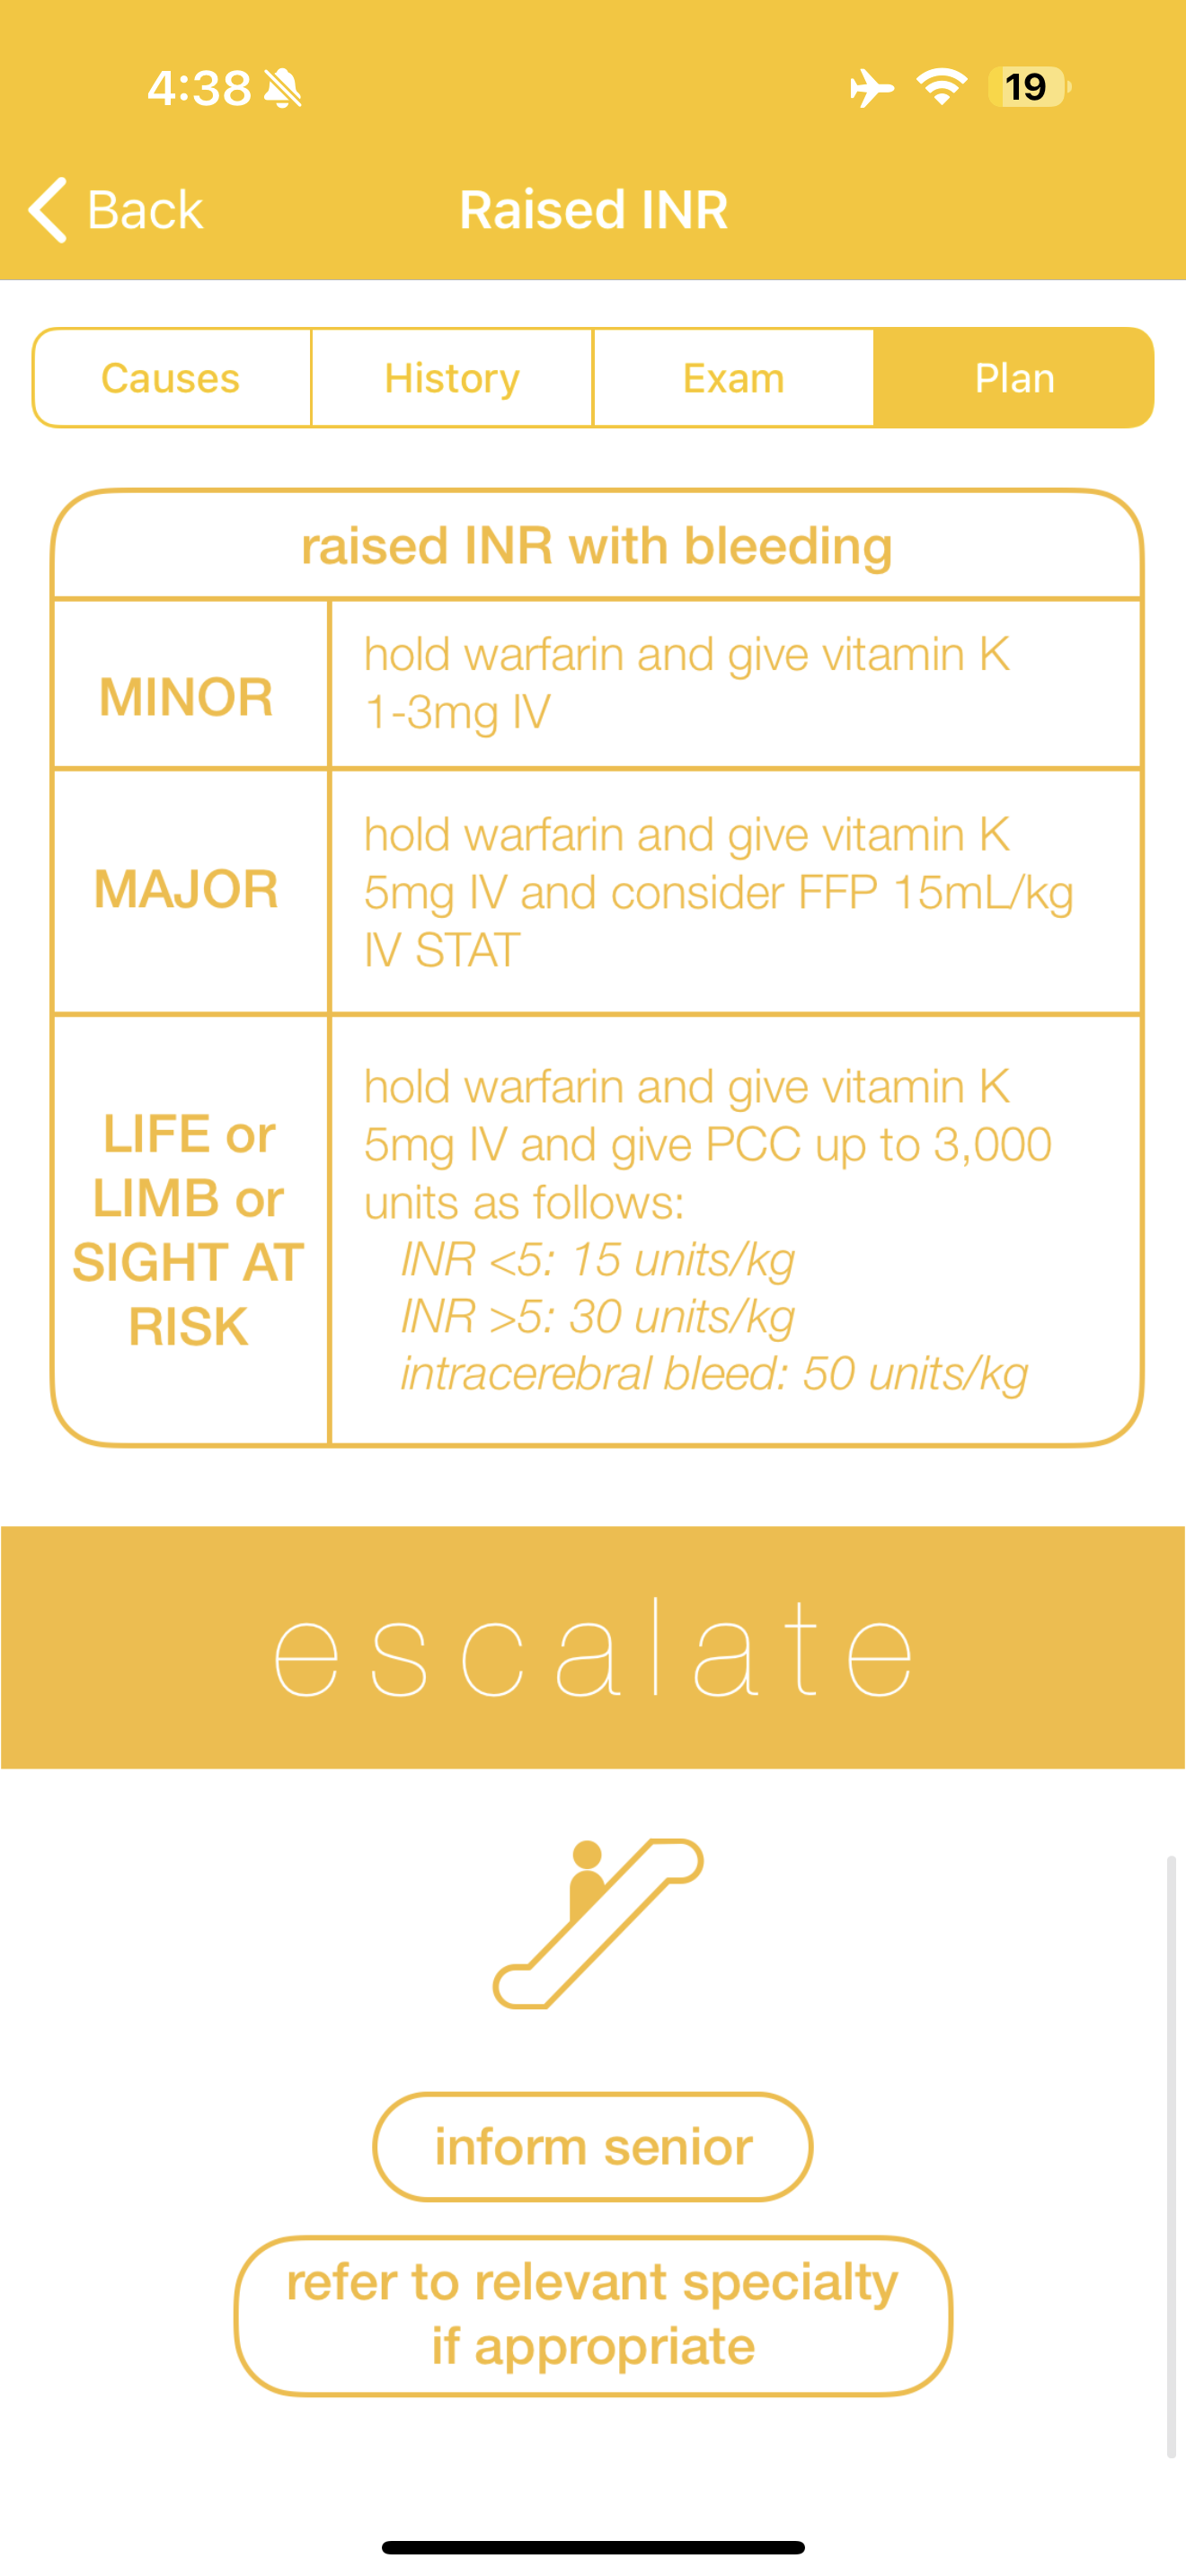 4:38
19
Back
Raised INR
Causes
History
Exam
Plan
raised INR with bleeding
MINOR
hold warfarin and give vitamin K
1-3mg IV
MAJOR
hold warfarin and give vitamin K
5mg IV and consider FFP 15mL/kg
IV STAT
LIFE or
LIMB or
SIGHT AT
RISK
hold warfarin and give vitamin K
5mg IV and give PCC up to 3,000
units as follows:
INR <5: 15 units/kg
INR >5: 30 units/kg
intracerebral bleed: 50 units/kg
escalate
inform senior
refer to relevant specialty
if appropriate